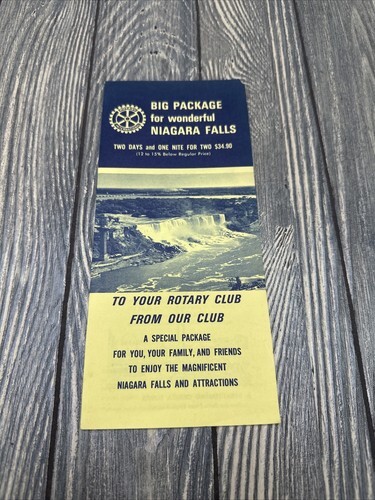 BIG PACKAGE
for wonderful
NIAGARA FALLS
TWO DAYS and ONE NITE FOR TWO $34.90
(12 to 15% Below Regular Price)
TO YOUR ROTARY CLUB
FROM OUR CLUB
A SPECIAL PACKAGE
FOR YOU, YOUR FAMILY, AND FRIENDS
TO ENJOY THE MAGNIFICENT
NIAGARA FALLS AND ATTRACTIONS